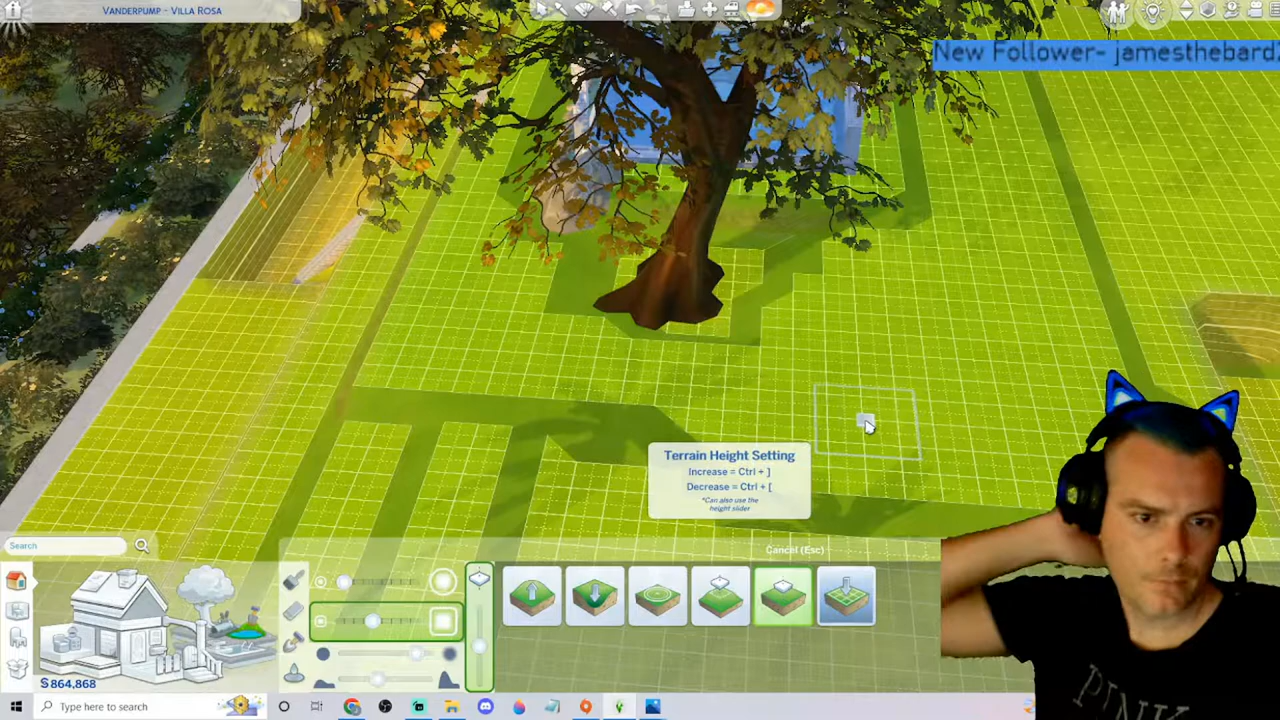 Vanderpump - Villa Rosa
New Follower- jamesthebard
Terrain Height Setting
Increase = Ctrl + ]
Decrease = Ctrl + [
*Can also use the
height slider
Cancel (Esc)
Search
$864,868
PINK
Type here to search